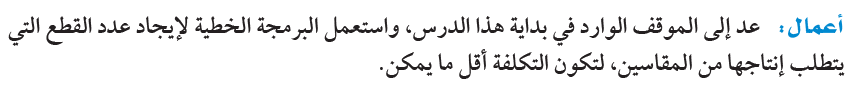 أعمال: عد إلى الموقف الوارد في بداية هذا الدرس، واستعمل البرمجة الخطية لإيجاد عدد القطع التي
يتطلب إنتاجها من المقاسين، لتكون التكلفة أقل ما يمكن.